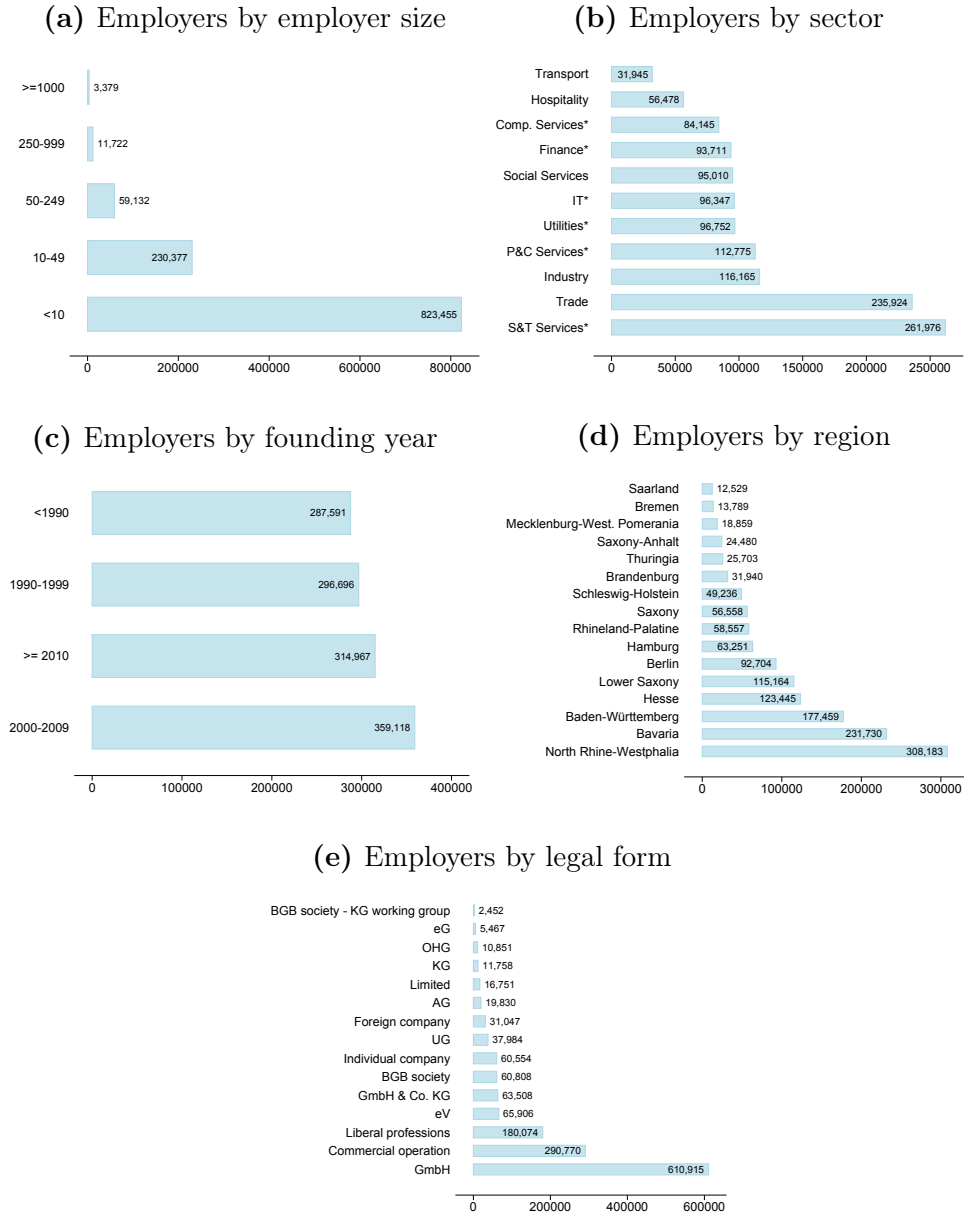 (a) Employers by employer size
>=1000 3,379
250-999 11,722
50-249 59,132
10-49 230,377
<10 823,455
0 200000 400000 600000 800000
(b) Employers by sector
Transport 31,945
Hospitality 56,478
Comp. Services* 84,145
Finance* 93,711
Social Services 95,010
IT* 96,347
Utilities* 96,752
P&C Services* 112,775
Industry 116,165
Trade 235,924
S&T Services* 261,976
0 50000 100000 150000 200000 250000
(c) Employers by founding year
<1990 287,591
1990-1999 296,696
>= 2010 314,967
2000-2009 359,118
0 100000 200000 300000 400000
(d) Employers by region
Saarland 12,529
Bremen 13,789
Mecklenburg-West. Pomerania 18,859
Saxony-Anhalt 24,480
Thuringia 25,703
Brandenburg 31,940
Schleswig-Holstein 49,236
Saxony 56,558
Rhineland-Palatine 58,557
Hamburg 63,251
Berlin 92,704
Lower Saxony 115,164
Hesse 123,445
Baden-Württemberg 177,459
Bavaria 231,730
North Rhine-Westphalia 308,183
0 100000 200000 300000
(e) Employers by legal form
BGB society - KG working group 2,452
eG 5,467
OHG 10,851
KG 11,758
Limited 16,751
AG 19,830
Foreign company 31,047
UG 37,984
Individual company 60,554
BGB society 60,808
GmbH & Co. KG 63,508
eV 65,906
Liberal professions 180,074
Commercial operation 290,770
GmbH 610,915
0 200000 400000 600000